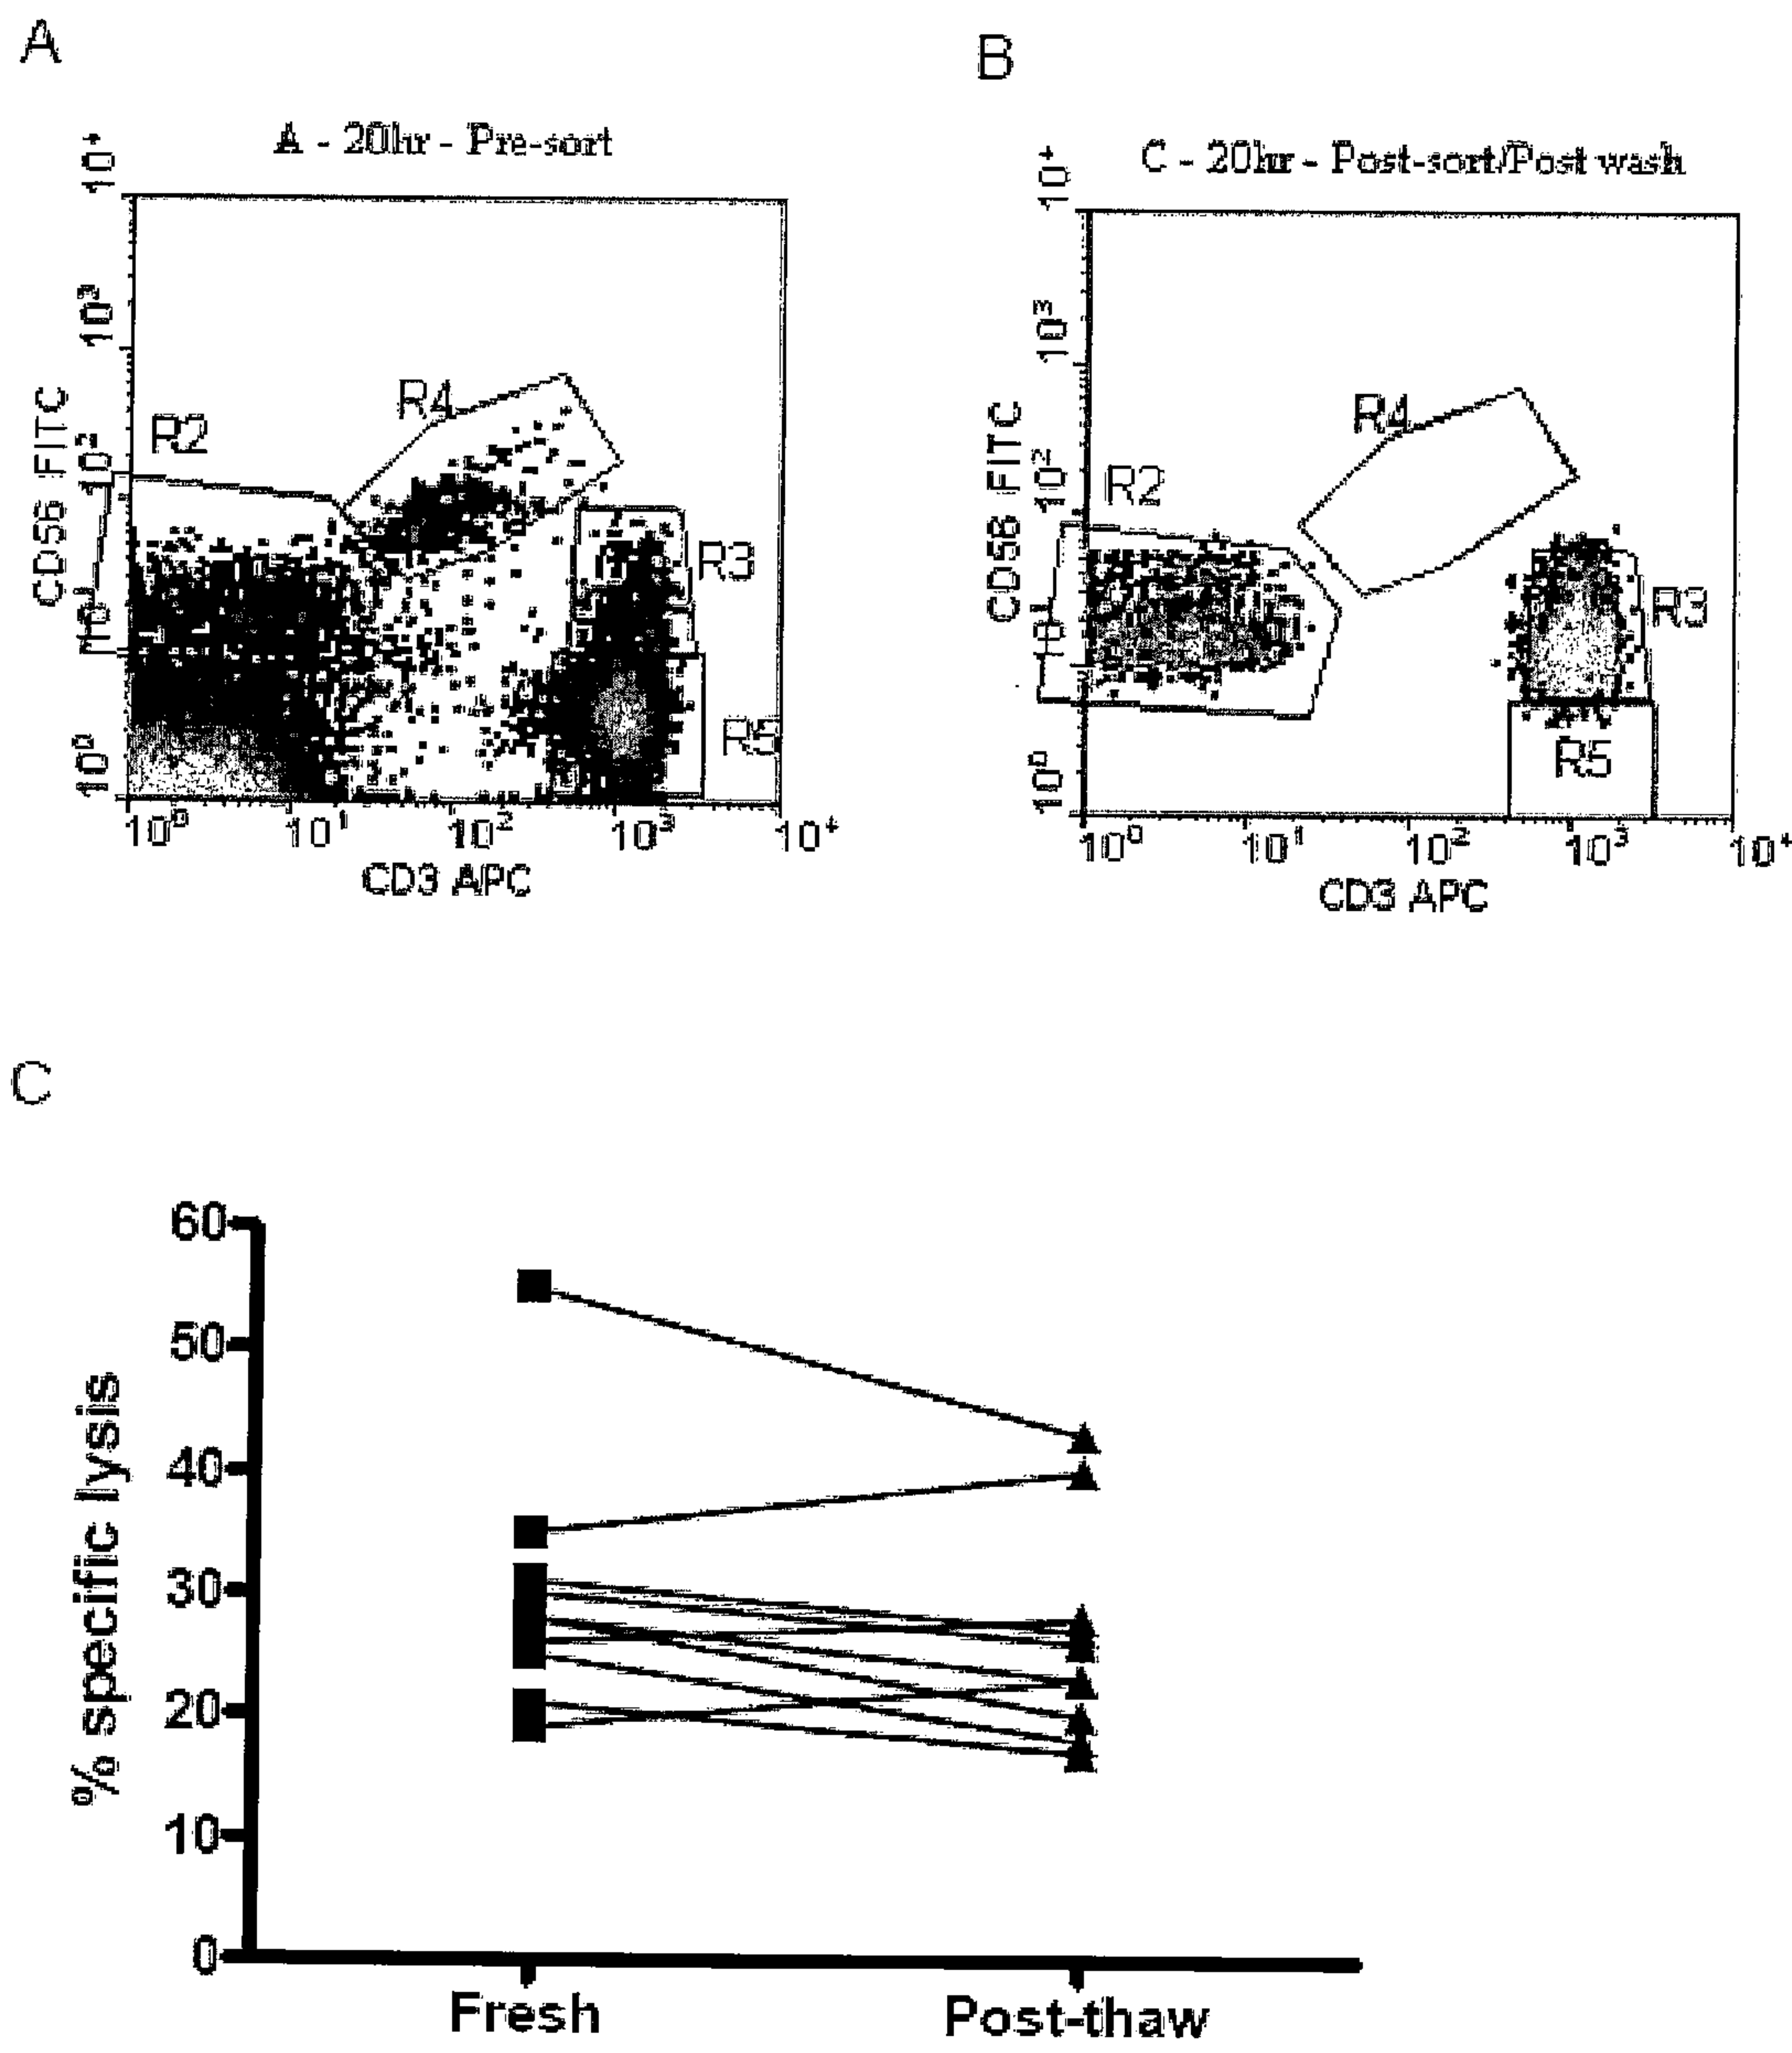 A
B
A - 20hr - Pre-sort
C - 20hr - Post-sort/Post wash
10⁴
10³
10²
10¹
10⁰
CD56 FITC
R2
R4
R3
R5
10⁰ 10¹ 10² 10³ 10⁴
CD3 APC
10⁴
10³
10²
10¹
10⁰
CD56 FITC
R2
R4
R3
R5
10⁰ 10¹ 10² 10³ 10⁴
CD3 APC
C
60
50
40
30
20
10
0
% specific lysis
Fresh
Post-thaw